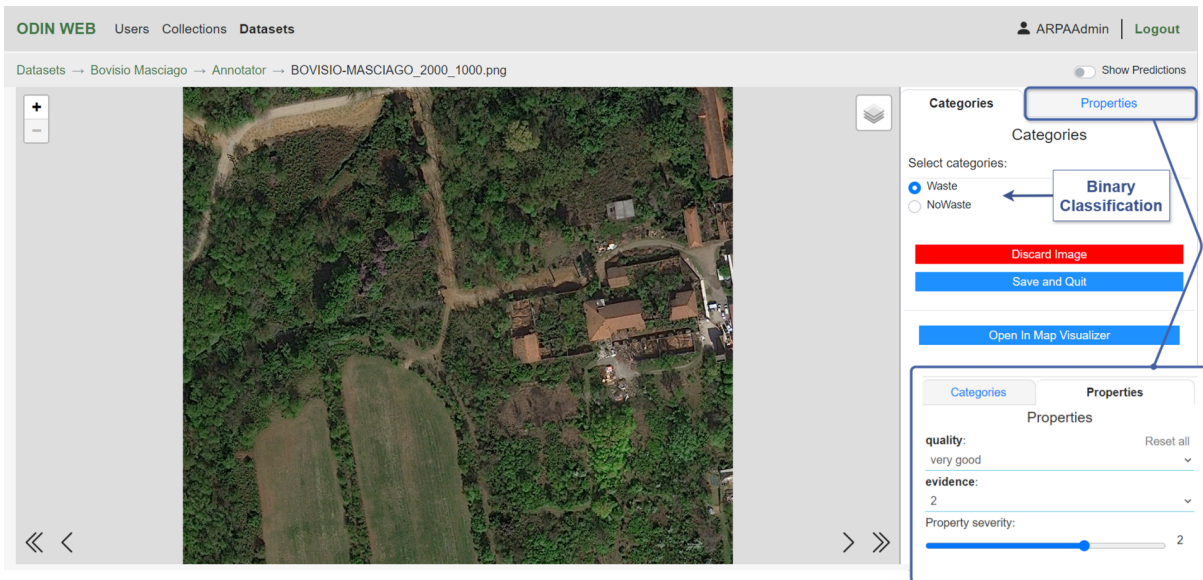 ODIN WEB Users Collections Datasets ARPAAdmin Logout
Datasets → Bovisio Masciago → Annotator → BOVISIO-MASCIAGO_2000_1000.png Show Predictions
+
−
Categories Properties
Categories
Select categories:
Waste
NoWaste
Binary
Classification
Discard Image
Save and Quit
Open In Map Visualizer
Categories Properties
Properties
quality: Reset all
very good
evidence:
2
Property severity:
2